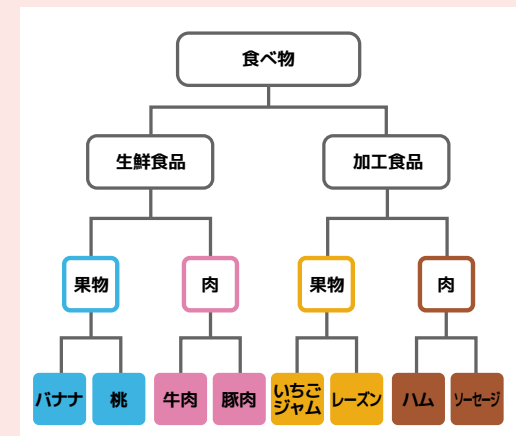 食べ物
生鮮食品
加工食品
果物
肉
果物
肉
バナナ
桃
牛肉
豚肉
いちご
ジャム
レーズン
ハム
ソーセージ